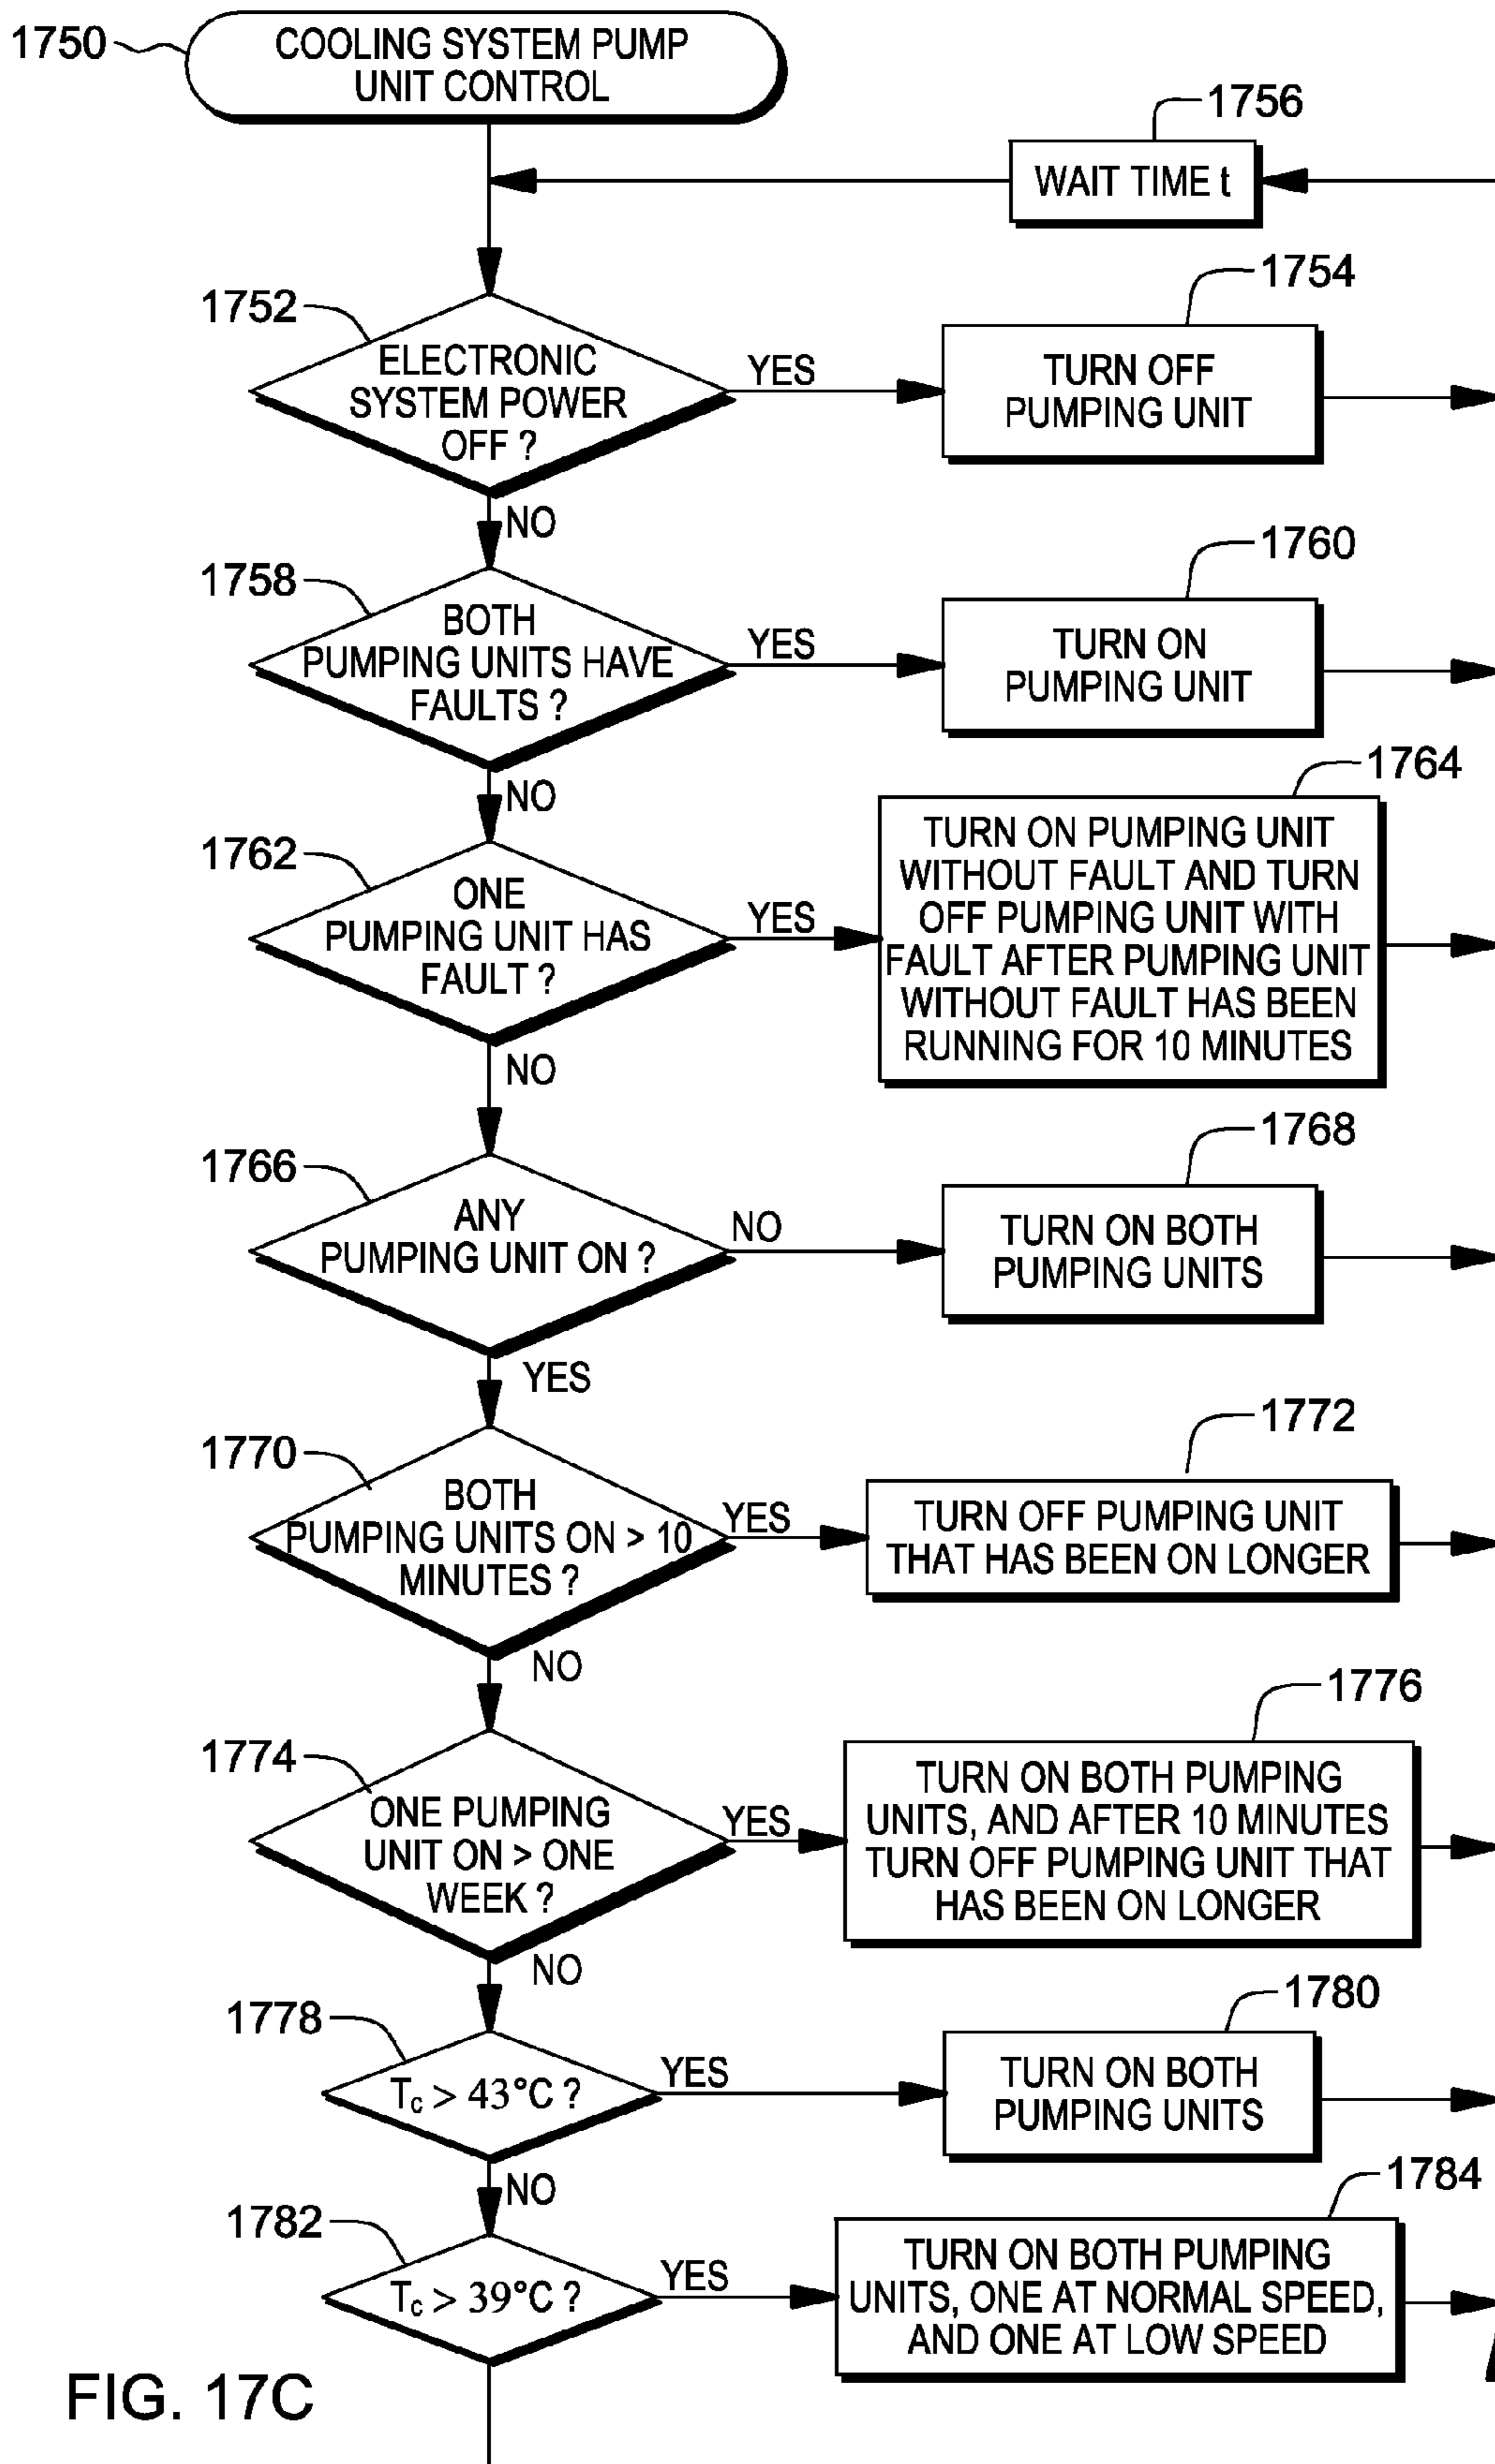 1750
COOLING SYSTEM PUMP
UNIT CONTROL
1756
WAIT TIME t
1752
ELECTRONIC
SYSTEM POWER
OFF ?
YES
1754
TURN OFF
PUMPING UNIT
NO
1758
BOTH
PUMPING UNITS HAVE
FAULTS ?
YES
1760
TURN ON
PUMPING UNIT
NO
1762
ONE
PUMPING UNIT HAS
FAULT ?
YES
1764
TURN ON PUMPING UNIT
WITHOUT FAULT AND TURN
OFF PUMPING UNIT WITH
FAULT AFTER PUMPING UNIT
WITHOUT FAULT HAS BEEN
RUNNING FOR 10 MINUTES
NO
1766
ANY
PUMPING UNIT ON ?
NO
1768
TURN ON BOTH
PUMPING UNITS
YES
1770
BOTH
PUMPING UNITS ON > 10
MINUTES ?
YES
1772
TURN OFF PUMPING UNIT
THAT HAS BEEN ON LONGER
NO
1774
ONE PUMPING
UNIT ON > ONE
WEEK ?
YES
1776
TURN ON BOTH PUMPING
UNITS, AND AFTER 10 MINUTES
TURN OFF PUMPING UNIT THAT
HAS BEEN ON LONGER
NO
1778
Tc > 43°C ?
YES
1780
TURN ON BOTH
PUMPING UNITS
NO
1782
Tc > 39°C ?
YES
1784
TURN ON BOTH PUMPING
UNITS, ONE AT NORMAL SPEED,
AND ONE AT LOW SPEED
FIG. 17C